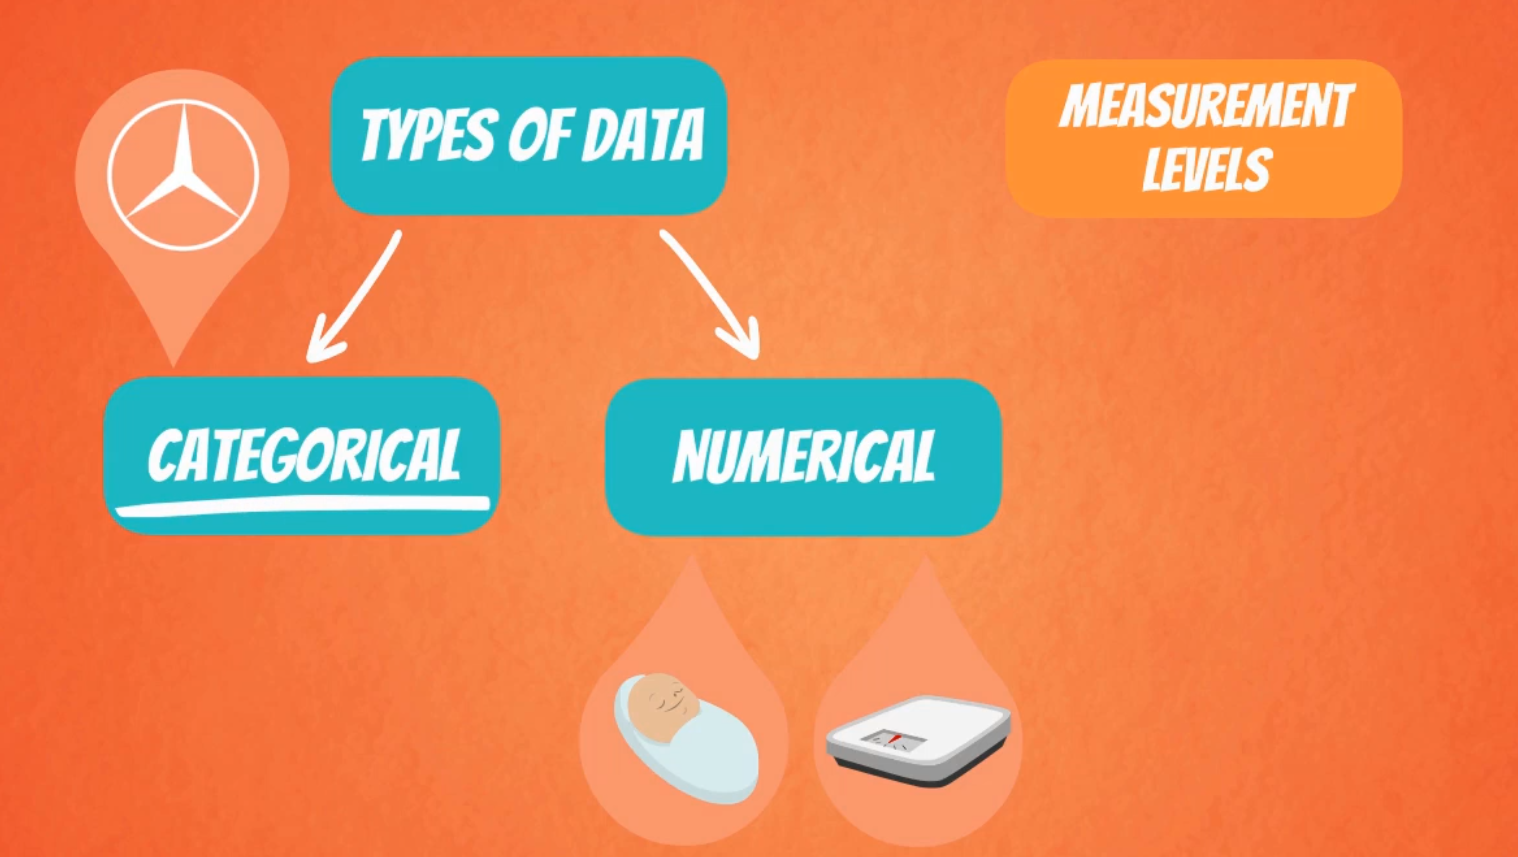 TYPES OF DATA
MEASUREMENT
LEVELS
CATEGORICAL
NUMERICAL